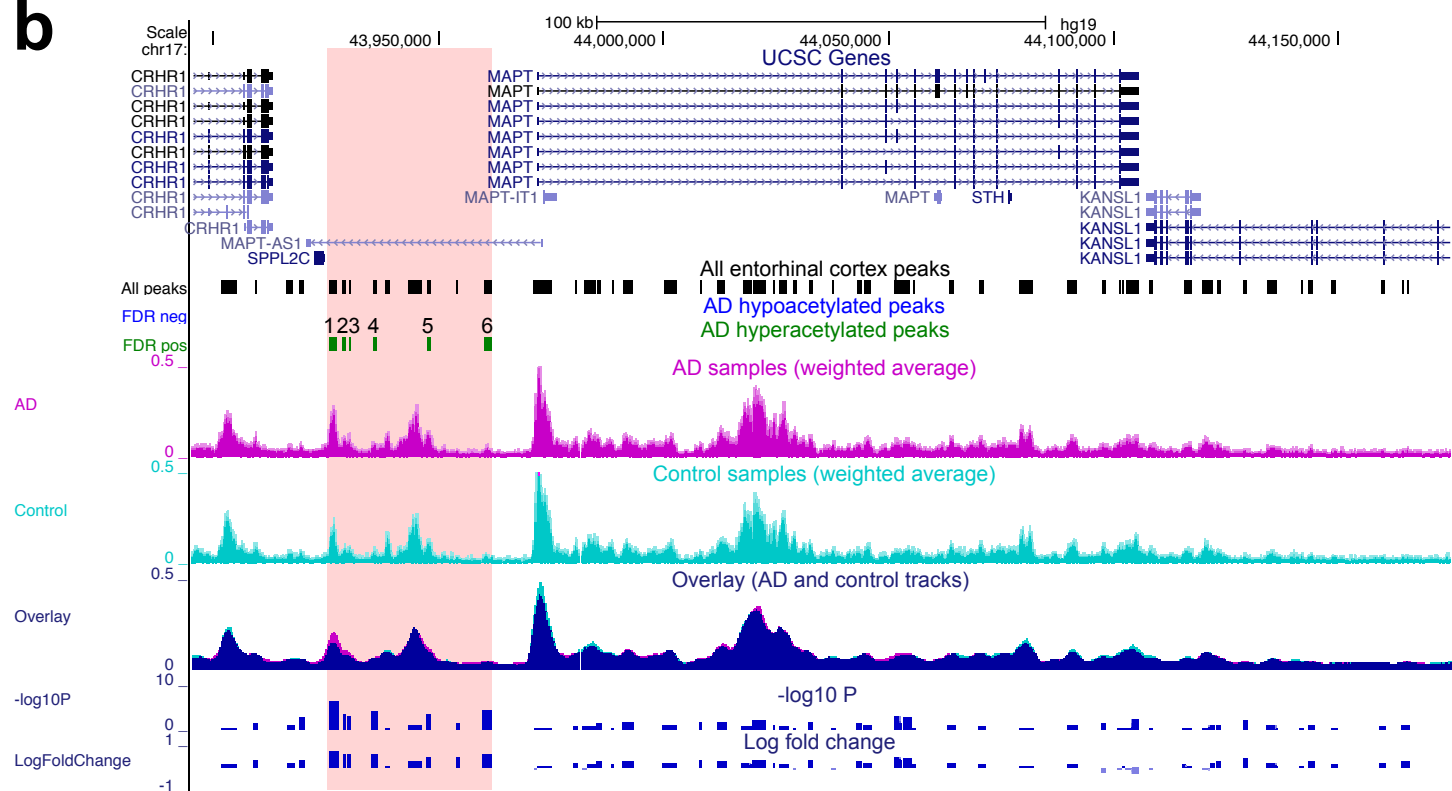 b
Scale 100 kb hg19
chr17: 43,950,000 44,000,000 44,050,000 44,100,000 44,150,000
UCSC Genes
CRHR1 MAPT
CRHR1 MAPT
CRHR1 MAPT
CRHR1 MAPT
CRHR1 MAPT
CRHR1 MAPT
CRHR1 MAPT
CRHR1 MAPT
CRHR1 MAPT-IT1 MAPT STH KANSL1
CRHR1 KANSL1
CRHR1 KANSL1
MAPT-AS1 KANSL1
SPPL2C KANSL1
All entorhinal cortex peaks
All peaks
AD hypoacetylated peaks
FDR neg
1 2 3 4 5 6 AD hyperacetylated peaks
FDR pos
0.5 _ AD samples (weighted average)
AD
0 _
0.5 _ Control samples (weighted average)
Control
0 _
0.5 _ Overlay (AD and control tracks)
Overlay
0 _
10 _
-log10P -log10 P
0 _
1 _ Log fold change
LogFoldChange
-1 _